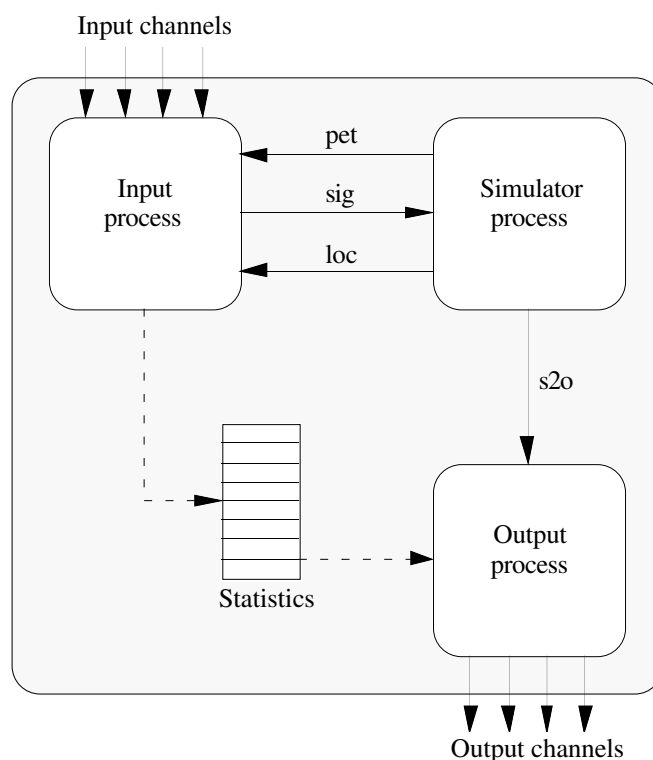 Input channels
pet
Input
process
sig
Simulator
process
loc
s2o
Output
process
Statistics
Output channels